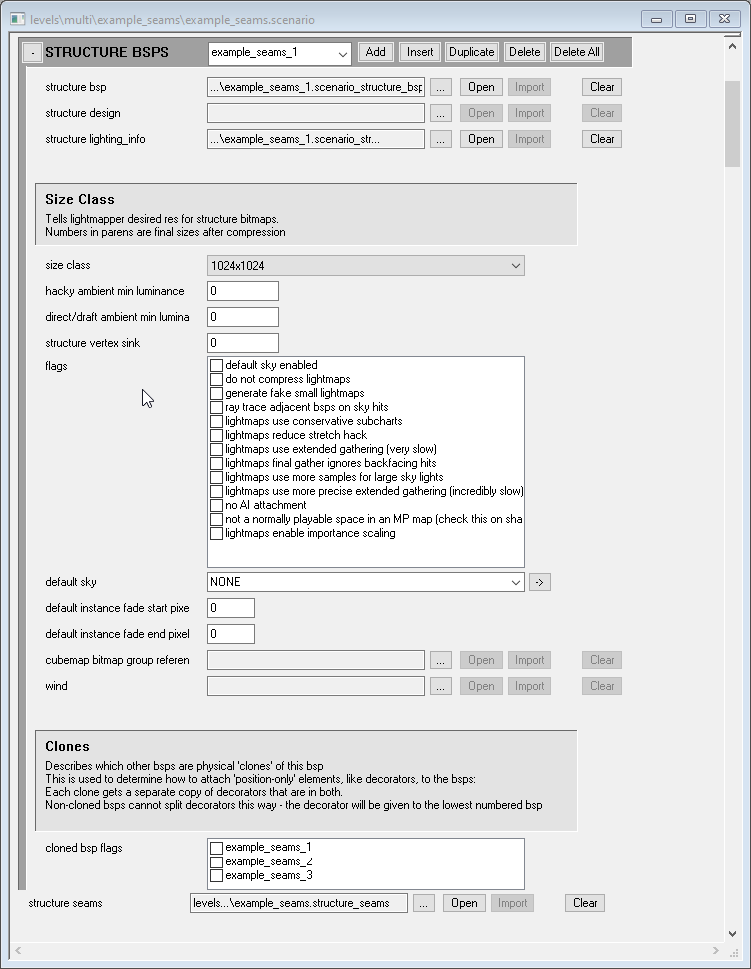 levels\multi\example_seams\example_seams.scenario
- STRUCTURE BSPS example_seams_1 Add Insert Duplicate Delete Delete All
structure bsp ...\example_seams_1.scenario_structure_bsp ... Open Import Clear
structure design ... Open Import Clear
structure lighting_info ...\example_seams_1.scenario_str... ... Open Import Clear
Size Class
Tells lightmapper desired res for structure bitmaps.
Numbers in parens are final sizes after compression
size class 1024x1024
hacky ambient min luminance 0
direct/draft ambient min lumina 0
structure vertex sink 0
flags
default sky enabled
do not compress lightmaps
generate fake small lightmaps
ray trace adjacent bsps on sky hits
lightmaps use conservative subcharts
lightmaps reduce stretch hack
lightmaps use extended gathering (very slow)
lightmaps final gather ignores backfacing hits
lightmaps use more samples for large sky lights
lightmaps use more precise extended gathering (incredibly slow)
no AI attachment
not a normally playable space in an MP map (check this on sha
lightmaps enable importance scaling
default sky NONE ->
default instance fade start pixe 0
default instance fade end pixel 0
cubemap bitmap group referen ... Open Import Clear
wind ... Open Import Clear
Clones
Describes which other bsps are physical 'clones' of this bsp
This is used to determine how to attach 'position-only' elements, like decorators, to the bsps:
Each clone gets a separate copy of decorators that are in both.
Non-cloned bsps cannot split decorators this way - the decorator will be given to the lowest numbered bsp
cloned bsp flags
example_seams_1
example_seams_2
example_seams_3
structure seams levels...\example_seams.structure_seams ... Open Import Clear